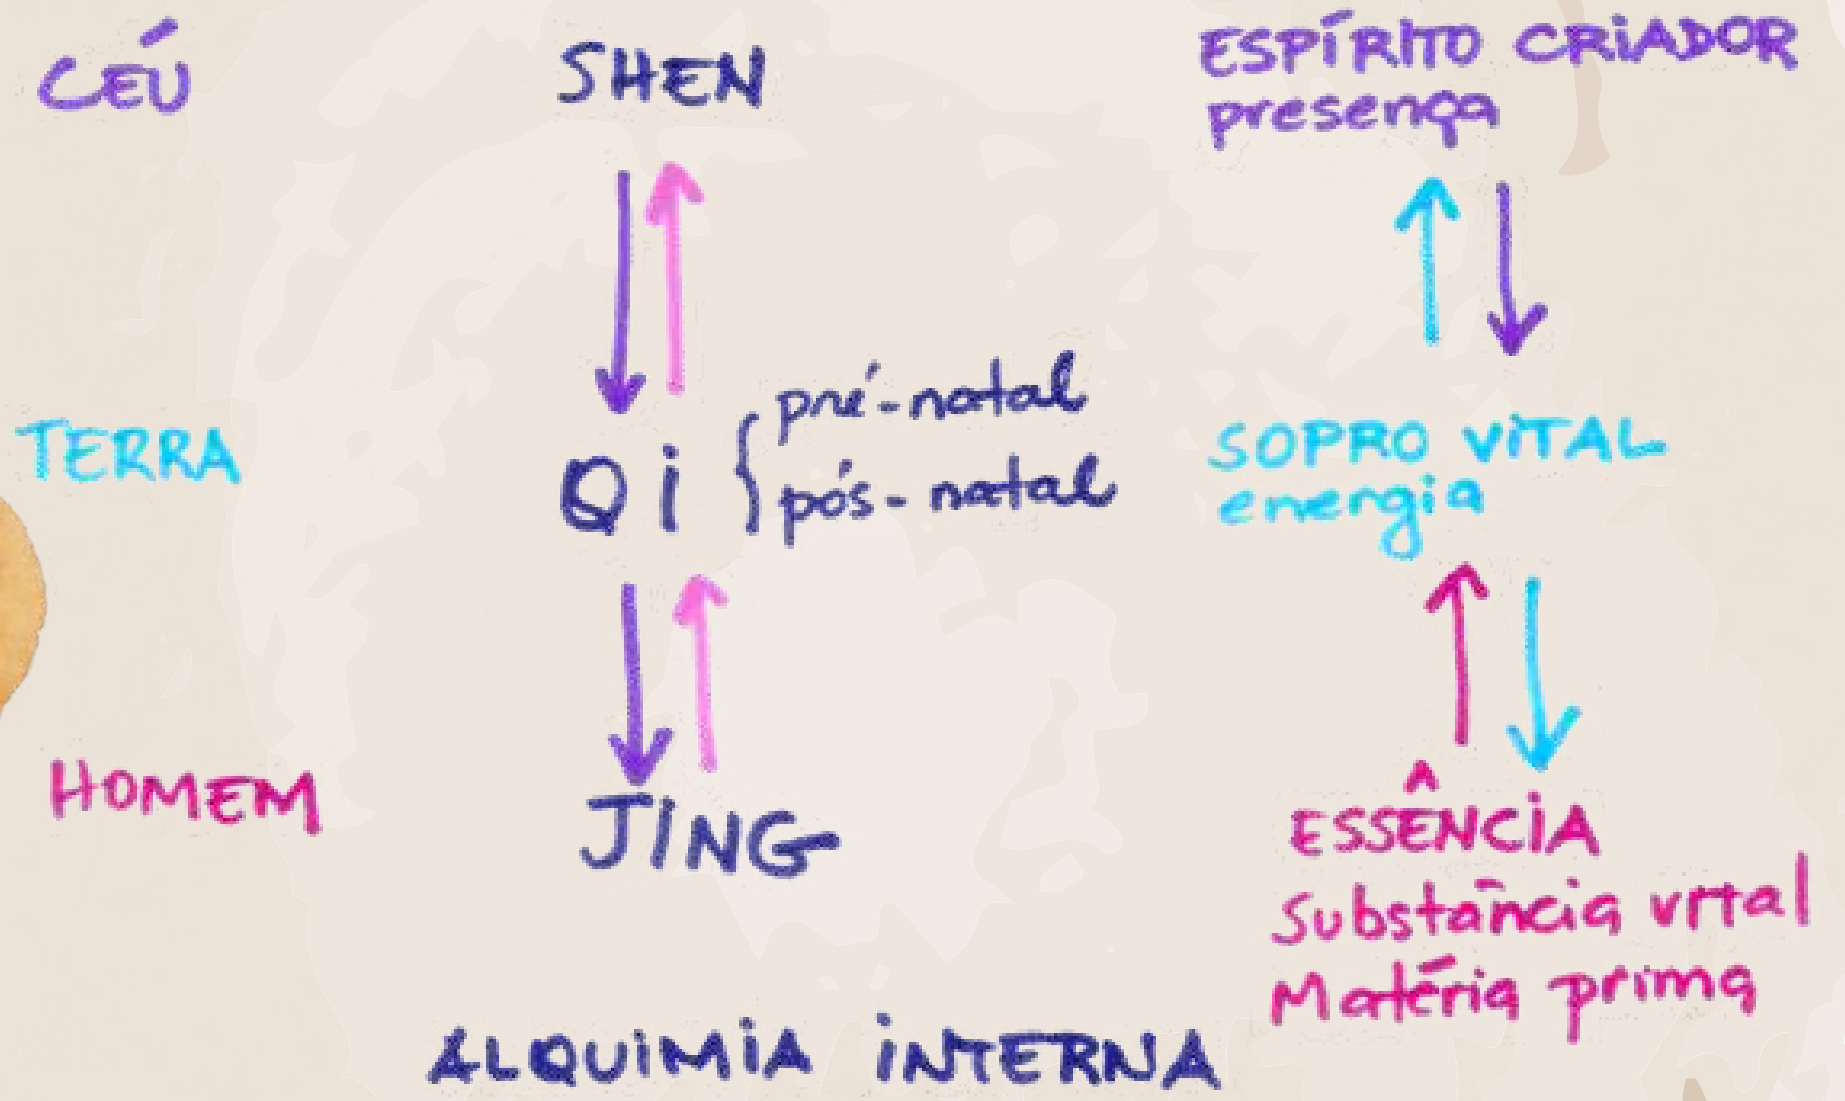 CÉU
SHEN
ESPÍRITO CRIADOR
presença
TERRA
Qi
pré-natal
pós-natal
SOPRO VITAL
energia
HOMEM
JING
ESSÊNCIA
Substância vital
Matéria prima
ALQUIMIA INTERNA